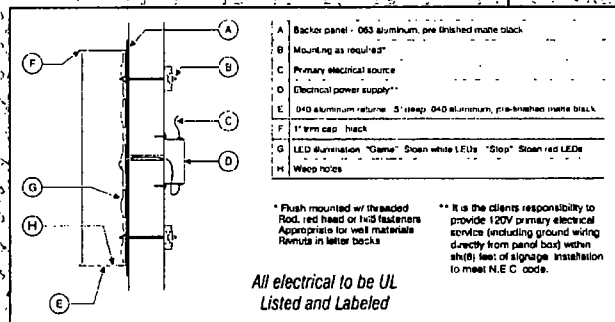 A
B
C
D
E
F
G
H
A Backer panel - 063 aluminum, pre finished matte black
B Mounting as required*
C Primary electrical source
D Electrical power supply**
E .040 aluminum returns 5" deep .040 aluminum, pre-finished matte black
F 1" trim cap black
G LED illumination "Game" Sloan white LEDs "Stop" Sloan red LEDs
H Weep holes
* Flush mounted w/ threaded
Rod, red head or hilti fasteners
Appropriate for wall materials
Rivnuts in letter backs
** It is the clients responsibility to
provide 120V primary electrical
service (including ground wiring
directly from panel box) within
six(6) feet of signage installation
to meet N.E C code.
All electrical to be UL
Listed and Labeled